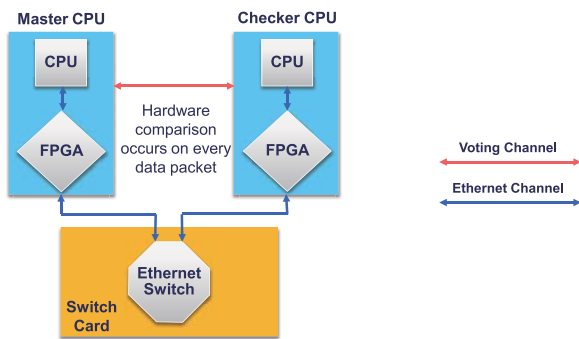 Master CPU
Checker CPU
CPU
CPU
Hardware
comparison
occurs on every
data packet
FPGA
FPGA
Voting Channel
Ethernet Channel
Ethernet
Switch
Switch
Card